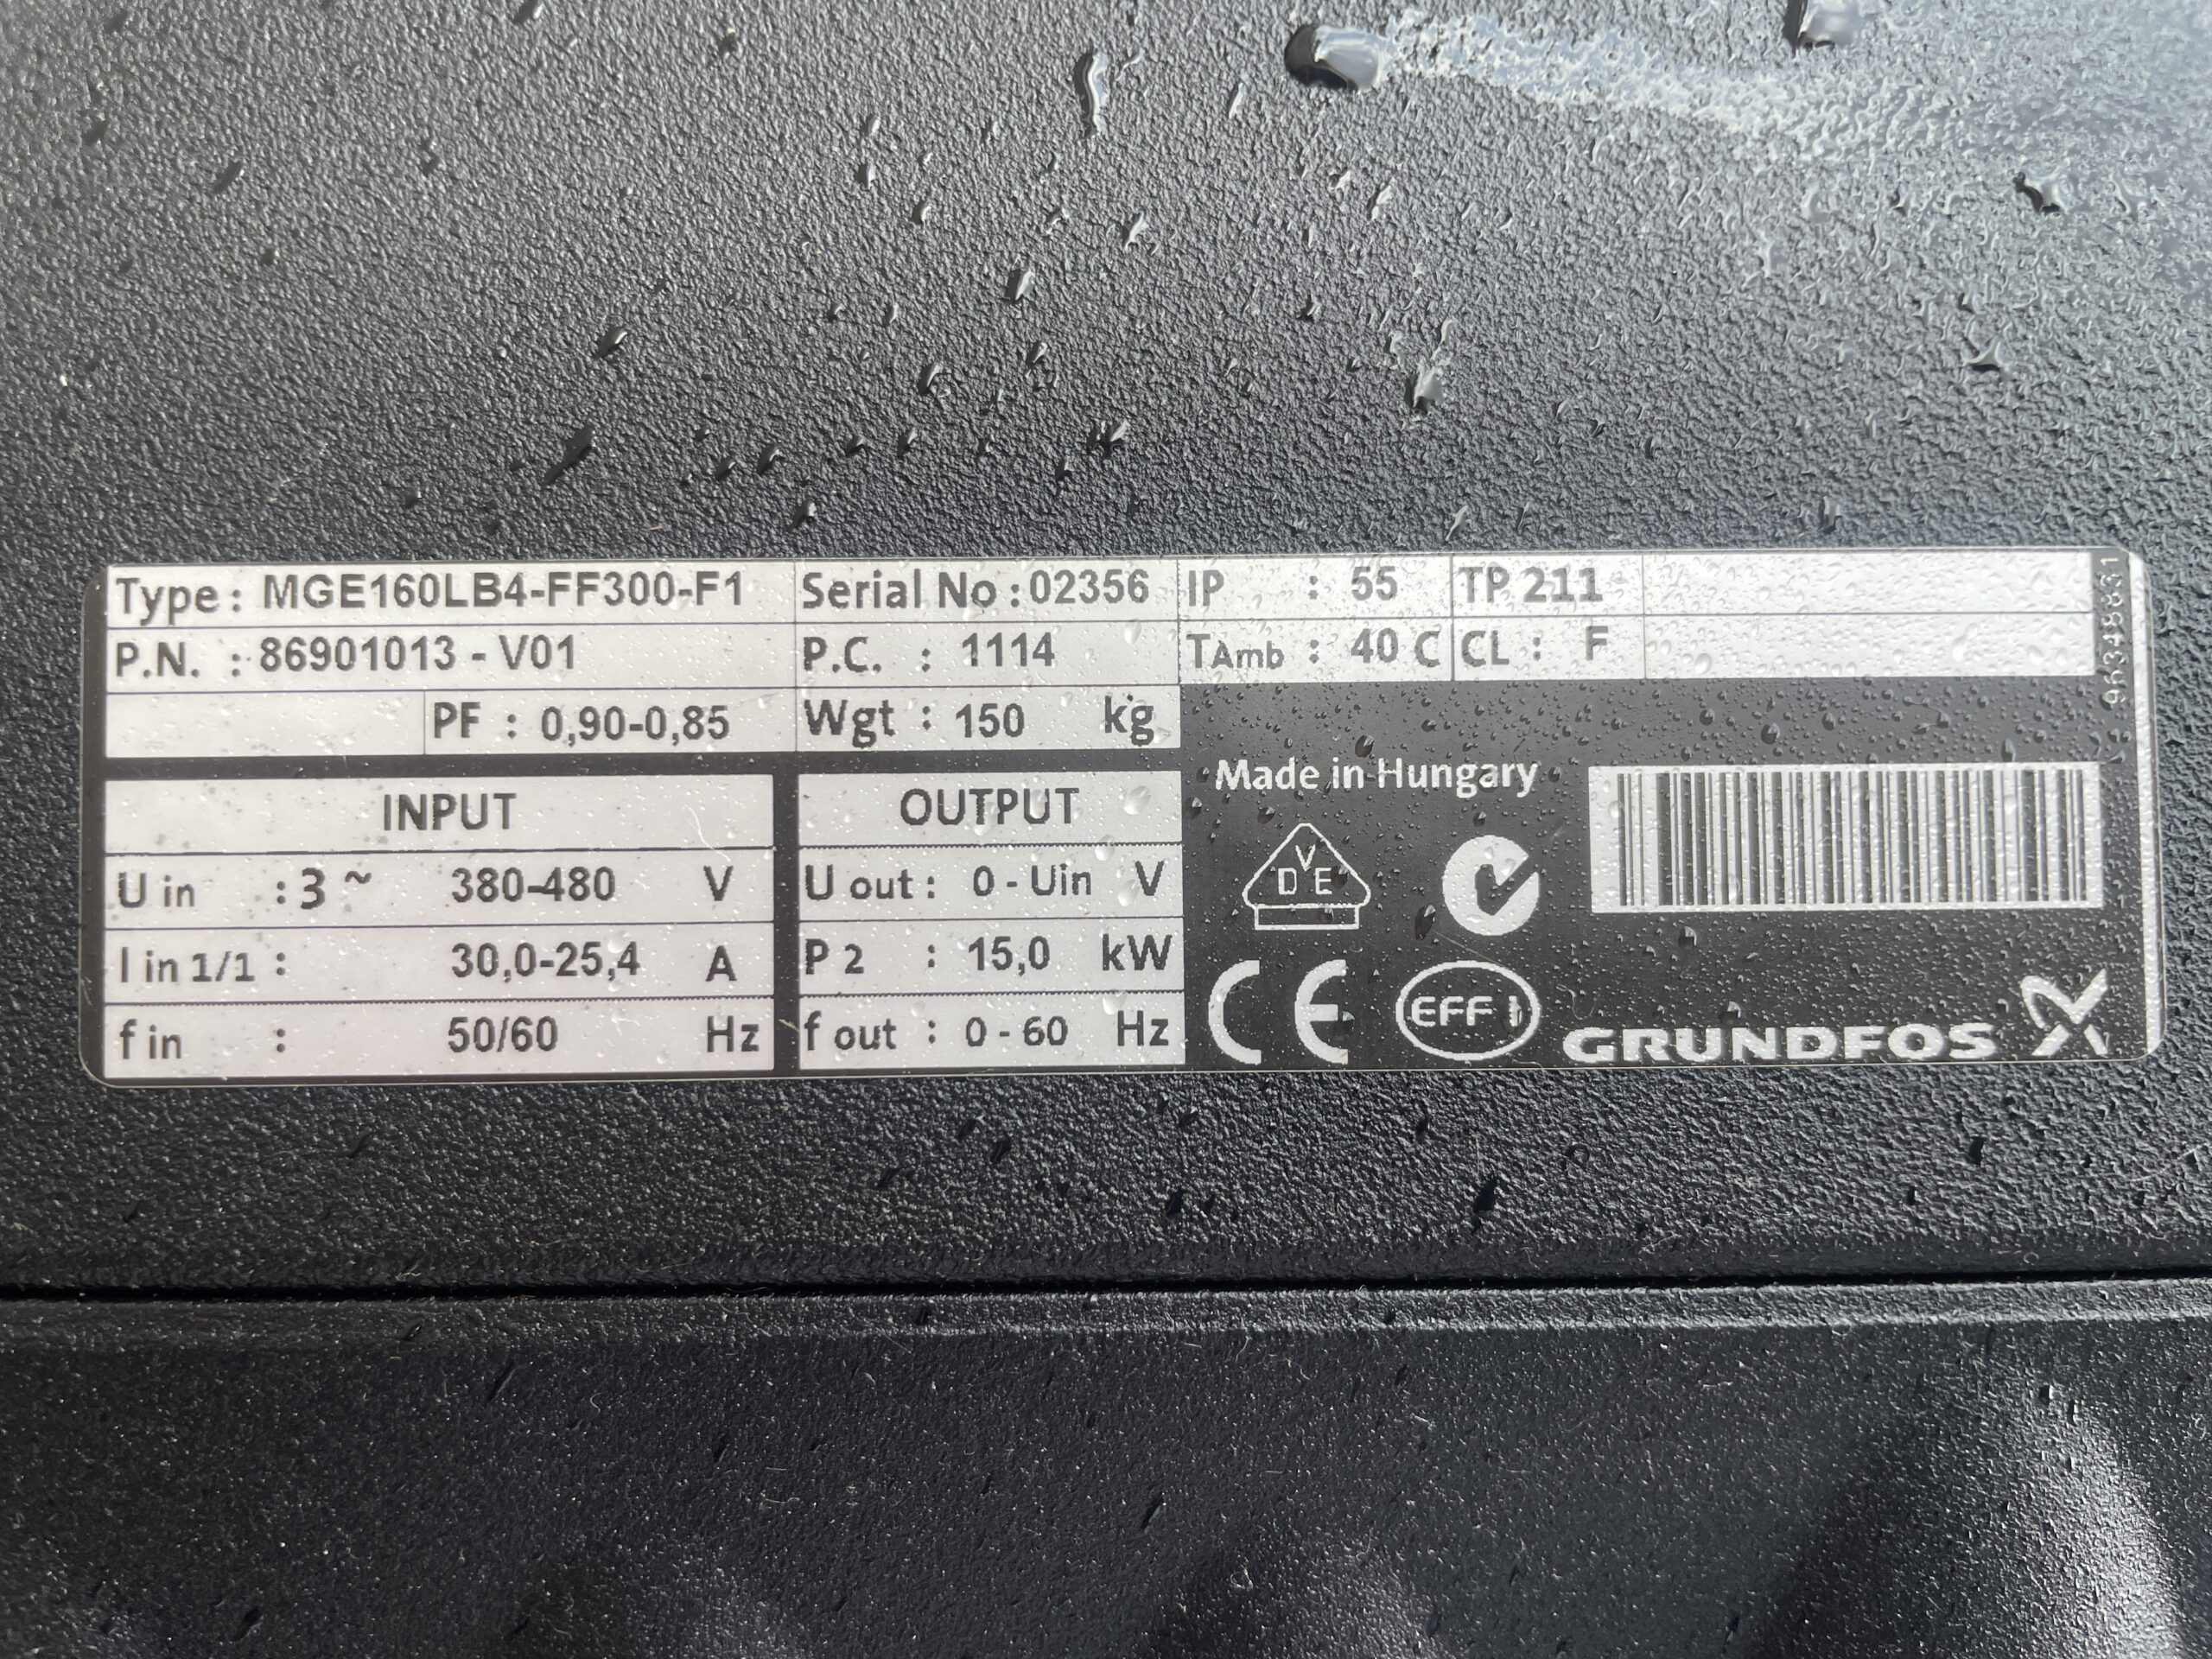 Type: MGE160LB4-FF300-F1 Serial No: 02356 IP : 55 TP 211
P.N. : 86901013 - V01 P.C. : 1114 TAmb : 40 C CL : F
PF : 0,90-0,85 Wgt : 150 kg
INPUT
U in : 3 ~ 380-480 V
I in 1/1 : 30,0-25,4 A
f in : 50/60 Hz
OUTPUT
U out : 0 - Uin V
P 2 : 15,0 kW
f out : 0 - 60 Hz
Made in Hungary
VDE
CE
EFF 1
GRUNDFOS